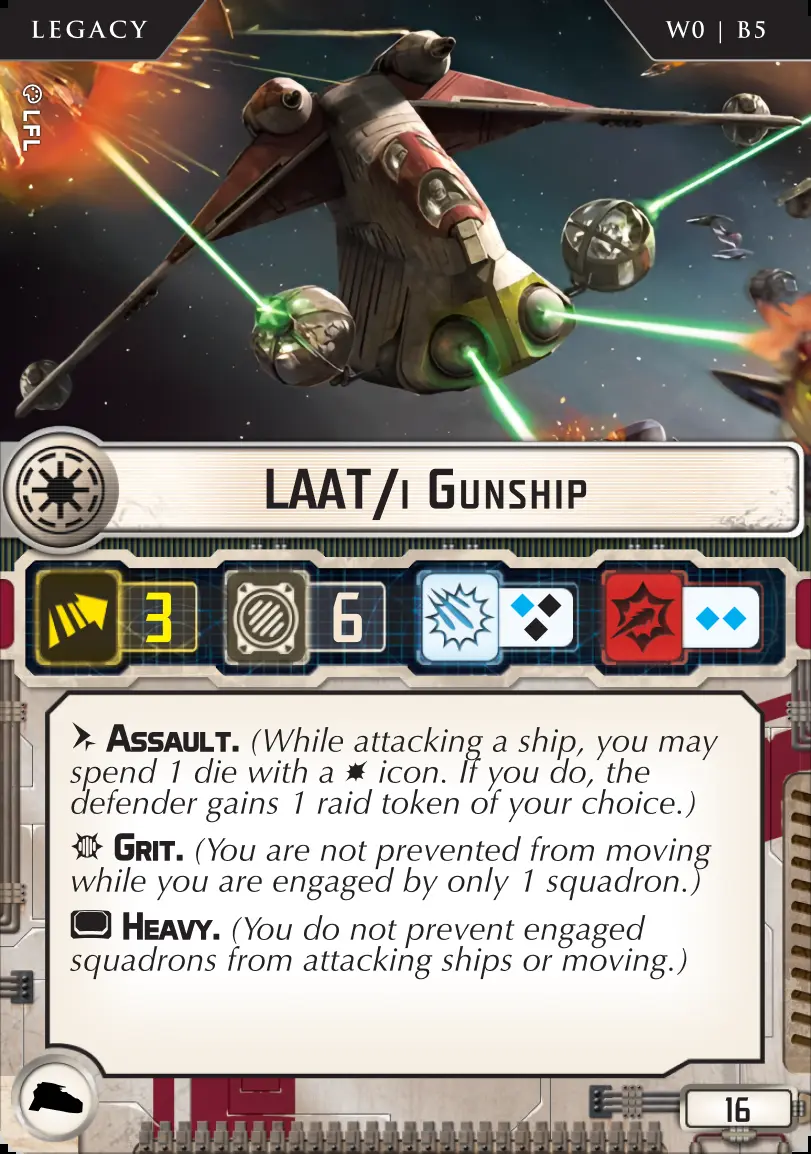 LEGACY
W0 | B5
LFL
LAAT/i Gunship
3 6
Assault. (While attacking a ship, you may
spend 1 die with a icon. If you do, the
defender gains 1 raid token of your choice.)
Grit. (You are not prevented from moving
while you are engaged by only 1 squadron.)
Heavy. (You do not prevent engaged
squadrons from attacking ships or moving.)
16